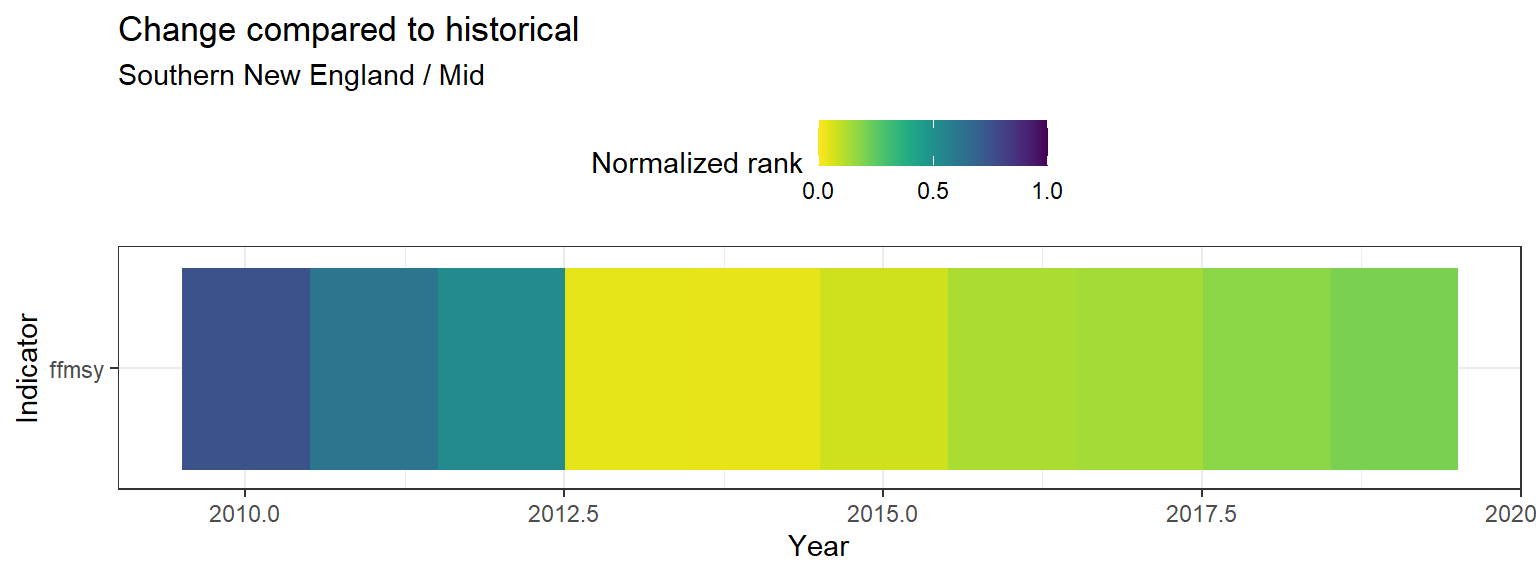 Change compared to historical
Southern New England / Mid
Normalized rank
0.0 0.5 1.0
Indicator
ffmsy
2010.0 2012.5 2015.0 2017.5 2020
Year